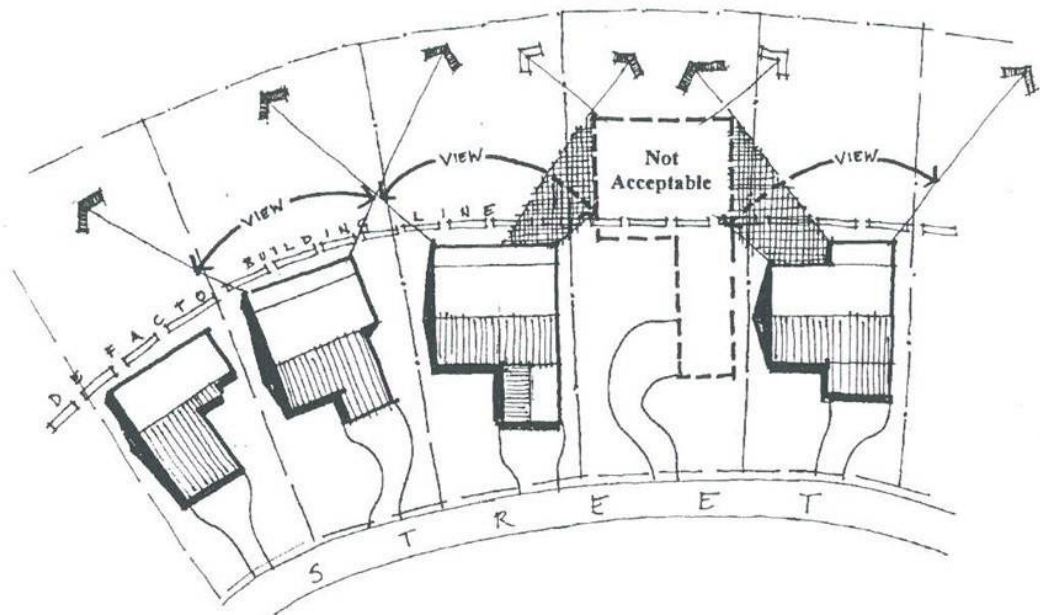 VIEW
VIEW
VIEW
Not
Acceptable
DE FACTO BUILDING LINE
STREET